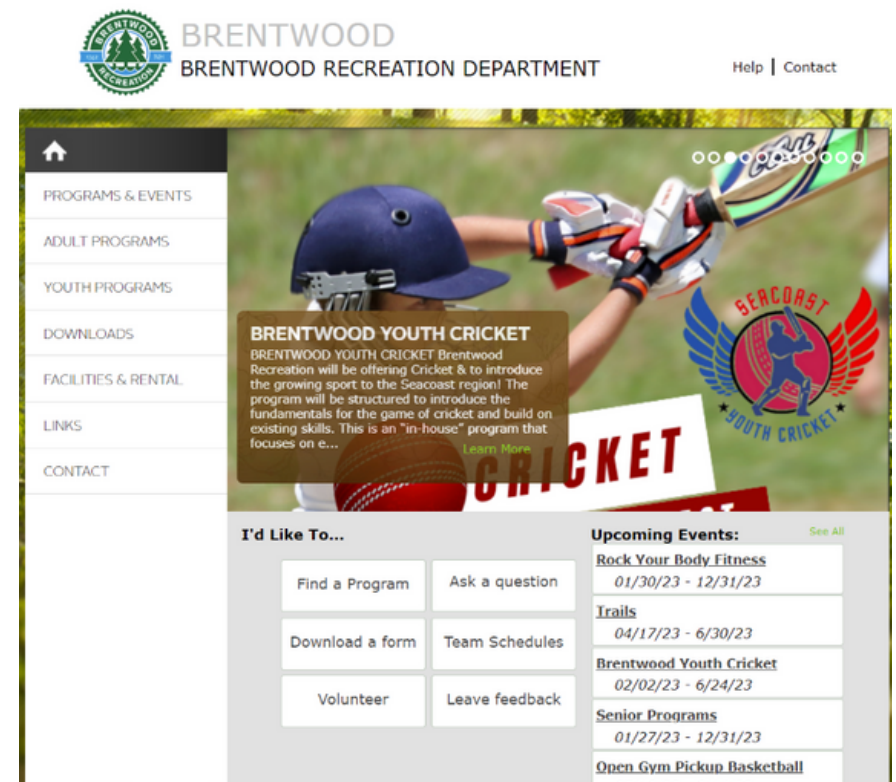 BRENTWOOD
RECREATION
BRENTWOOD
BRENTWOOD RECREATION DEPARTMENT
Help | Contact
PROGRAMS & EVENTS
ADULT PROGRAMS
YOUTH PROGRAMS
DOWNLOADS
FACILITIES & RENTAL
LINKS
CONTACT
SEACOAST
YOUTH CRICKET
BRENTWOOD YOUTH CRICKET
BRENTWOOD YOUTH CRICKET Brentwood
Recreation will be offering Cricket & to introduce
the growing sport to the Seacoast region! The
program will be structured to introduce the
fundamentals for the game of cricket and build on
existing skills. This is an "in-house" program that
focuses on e...
Learn More
CRICKET
I'd Like To...
Find a Program
Ask a question
Download a form
Team Schedules
Volunteer
Leave feedback
Upcoming Events:
See All
Rock Your Body Fitness
01/30/23 - 12/31/23
Trails
04/17/23 - 6/30/23
Brentwood Youth Cricket
02/02/23 - 6/24/23
Senior Programs
01/27/23 - 12/31/23
Open Gym Pickup Basketball